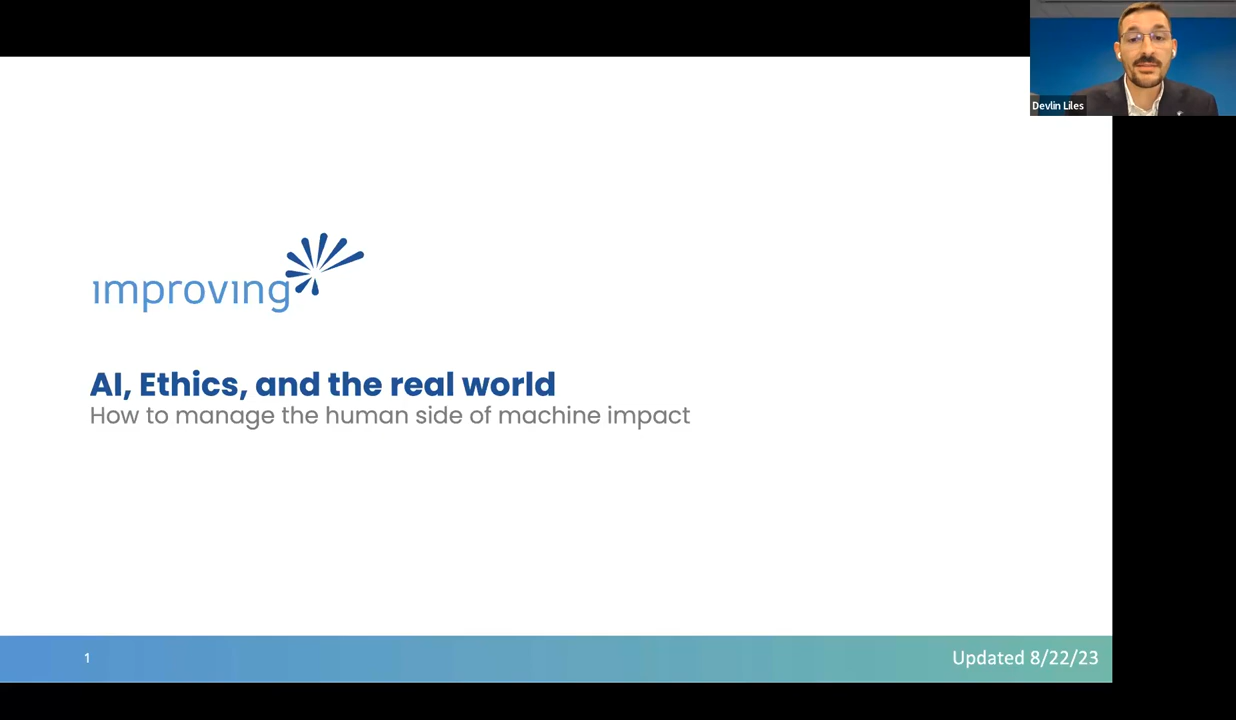 Devlin Liles
improving
AI, Ethics, and the real world
How to manage the human side of machine impact
1
Updated 8/22/23